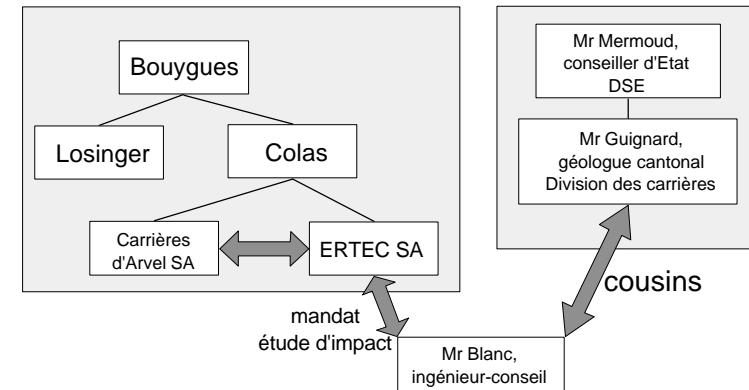 Bouygues
Losinger
Colas
Carrières
d'Arvel SA
ERTEC SA
mandat
étude d'impact
Mr Mermoud,
conseiller d'Etat
DSE
Mr Guignard,
géologue cantonal
Division des carrières
cousins
Mr Blanc,
ingénieur-conseil